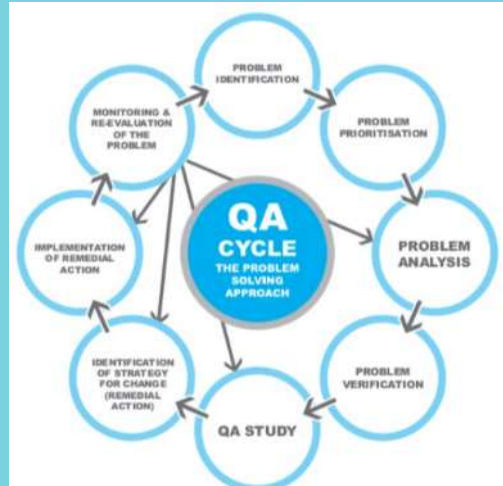 PROBLEM
IDENTIFICATION
PROBLEM
PRIORITISATION
PROBLEM
ANALYSIS
PROBLEM
VERIFICATION
QA STUDY
IDENTIFICATION
OF STRATEGY
FOR CHANGE
(REMEDIAL
ACTION)
IMPLEMENTATION
OF REMEDIAL
ACTION
MONITORING &
RE-EVALUATION
OF THE
PROBLEM
QA
CYCLE
THE PROBLEM
SOLVING
APPROACH